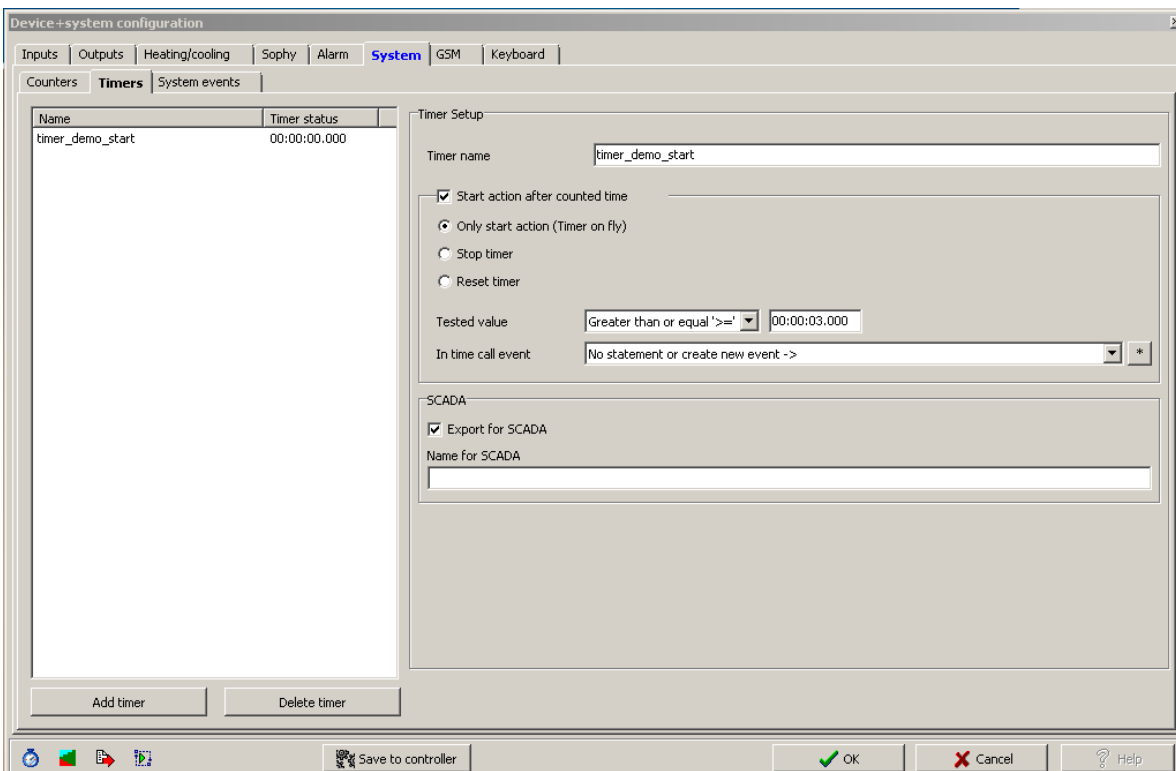 Device+system configuration
Inputs Outputs Heating/cooling Sophy Alarm System GSM Keyboard
Counters Timers System events
Name Timer status
timer_demo_start 00:00:00.000
Timer Setup
Timer name timer_demo_start
Start action after counted time
Only start action (Timer on fly)
Stop timer
Reset timer
Tested value Greater than or equal '>=' 00:00:03.000
In time call event No statement or create new event -> *
SCADA
Export for SCADA
Name for SCADA
Add timer Delete timer
Save to controller OK Cancel Help